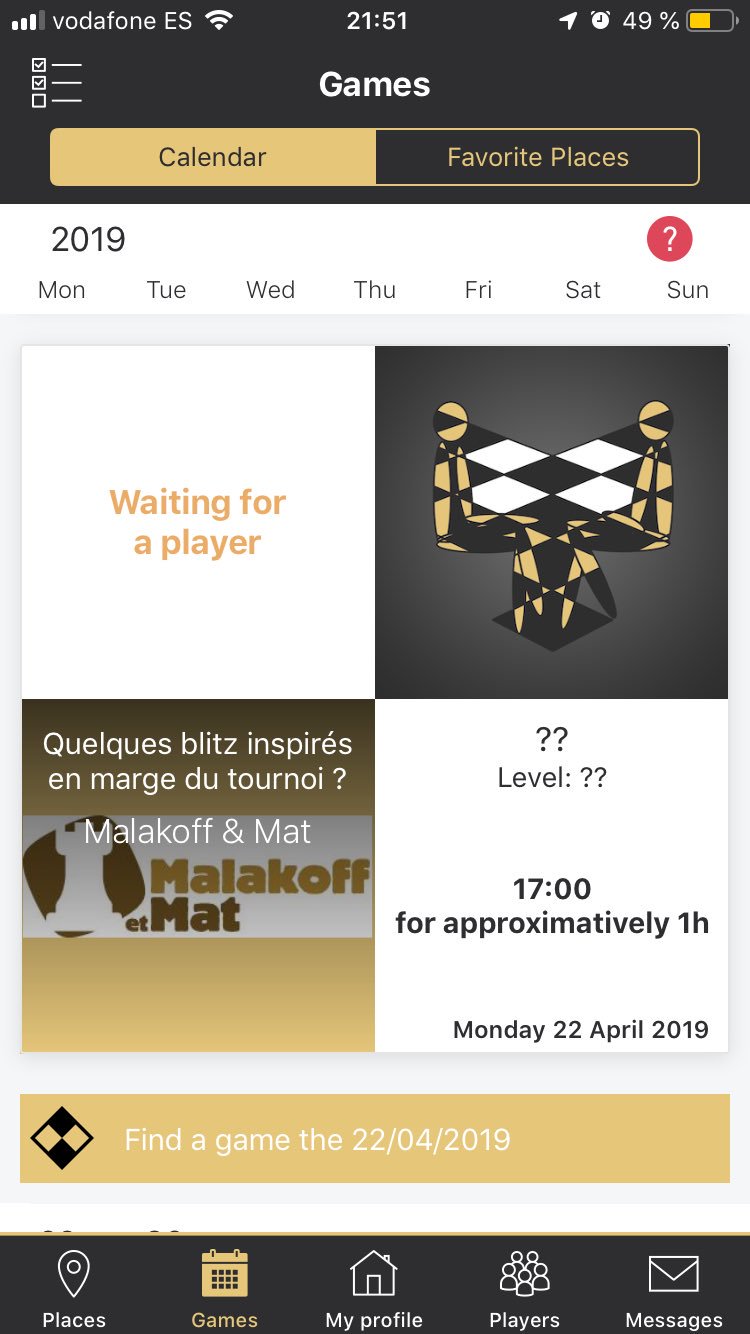 vodafone ES
21:51
49 %
Games
Calendar
Favorite Places
2019
?
Mon Tue Wed Thu Fri Sat Sun
Waiting for
a player
Quelques blitz inspirés
en marge du tournoi ?
Malakoff & Mat
Malakoff
et Mat
??
Level: ??
17:00
for approximatively 1h
Monday 22 April 2019
Find a game the 22/04/2019
Places
Games
My profile
Players
Messages